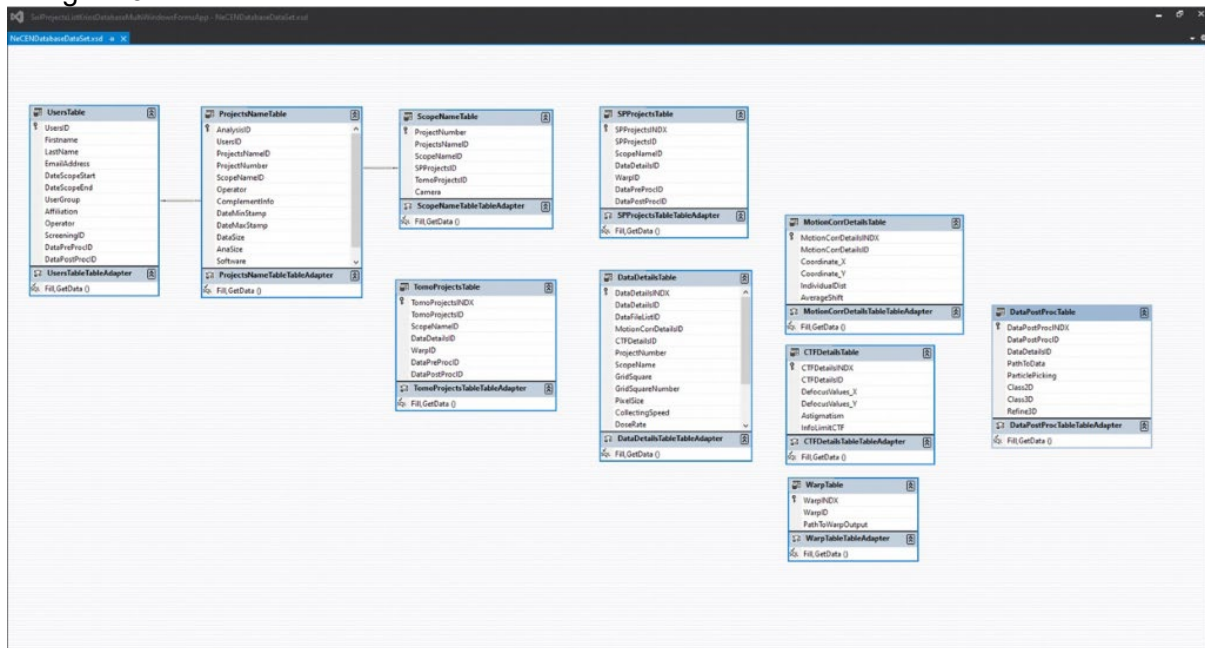 SelProjectsListKriosDatabaseMultiWindowsFormsApp - NeCENDatabaseDataSet.xsd
NeCENDatabaseDataSet.xsd
UsersTable
UsersID
Firstname
LastName
EmailAddress
DateScopeStart
DateScopeEnd
UserGroup
Affiliation
Operator
ScreeningID
DataPreProcID
DataPostProcID
UsersTableTableAdapter
Fill,GetData ()
ProjectsNameTable
AnalysisID
UsersID
ProjectsNameID
ProjectNumber
ScopeNameID
Operator
ComplementInfo
DateMinStamp
DateMaxStamp
DataSize
AnaSize
Software
ProjectsNameTableTableAdapter
Fill,GetData ()
ScopeNameTable
ProjectNumber
ProjectsNameID
ScopeNameID
SPProjectsID
TomoProjectsID
Camera
ScopeNameTableTableAdapter
Fill,GetData ()
TomoProjectsTable
TomoProjectsINDX
TomoProjectsID
ScopeNameID
DataDetailsID
WarpID
DataPreProcID
DataPostProcID
TomoProjectsTableTableAdapter
Fill,GetData ()
SPProjectsTable
SPProjectsINDX
SPProjectsID
ScopeNameID
DataDetailsID
WarpID
DataPreProcID
DataPostProcID
SPProjectsTableTableAdapter
Fill,GetData ()
DataDetailsTable
DataDetailsINDX
DataDetailsID
DataFileListID
MotionCorrDetailsID
CTFDetailsID
ProjectNumber
ScopeName
GridSquare
GridSquareNumber
PixelSize
CollectingSpeed
DoseRate
DataDetailsTableTableAdapter
Fill,GetData ()
MotionCorrDetailsTable
MotionCorrDetailsINDX
MotionCorrDetailsID
Coordinate_X
Coordinate_Y
IndividualDist
AverageShift
MotionCorrDetailsTableTableAdapter
Fill,GetData ()
CTFDetailsTable
CTFDetailsINDX
CTFDetailsID
DefocusValues_X
DefocusValues_Y
Astigmatism
InfoLimitCTF
CTFDetailsTableTableAdapter
Fill,GetData ()
WarpTable
WarpINDX
WarpID
PathToWarpOutput
WarpTableTableAdapter
Fill,GetData ()
DataPostProcTable
DataPostProcINDX
DataPostProcID
DataDetailsID
PathToData
ParticlePicking
Class2D
Class3D
Refine3D
DataPostProcTableTableAdapter
Fill,GetData ()